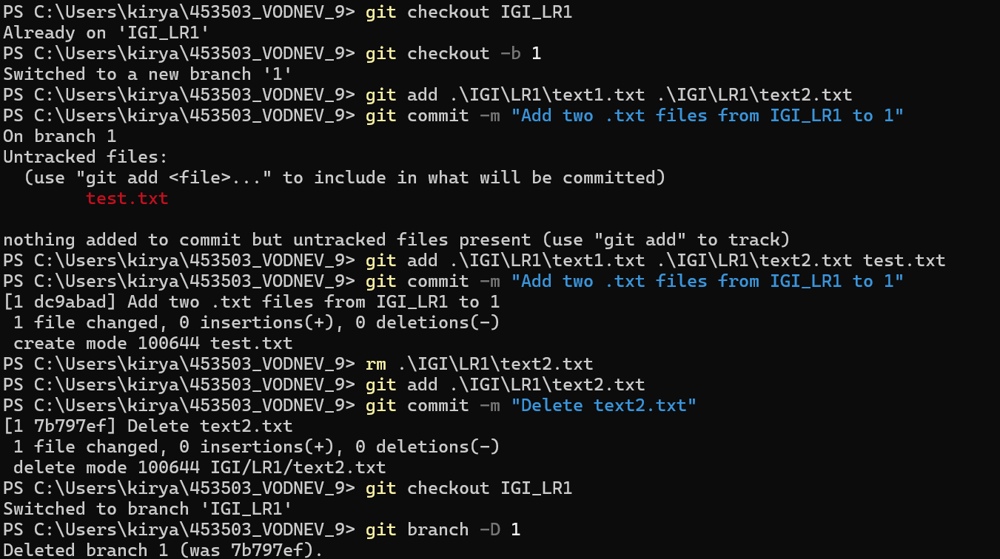 PS C:\Users\kirya\453503_VODNEV_9> git checkout IGI_LR1
Already on 'IGI_LR1'
PS C:\Users\kirya\453503_VODNEV_9> git checkout -b 1
Switched to a new branch '1'
PS C:\Users\kirya\453503_VODNEV_9> git add .\IGI\LR1\text1.txt .\IGI\LR1\text2.txt
PS C:\Users\kirya\453503_VODNEV_9> git commit -m "Add two .txt files from IGI_LR1 to 1"
On branch 1
Untracked files:
  (use "git add <file>..." to include in what will be committed)
        test.txt

nothing added to commit but untracked files present (use "git add" to track)
PS C:\Users\kirya\453503_VODNEV_9> git add .\IGI\LR1\text1.txt .\IGI\LR1\text2.txt test.txt
PS C:\Users\kirya\453503_VODNEV_9> git commit -m "Add two .txt files from IGI_LR1 to 1"
[1 dc9abad] Add two .txt files from IGI_LR1 to 1
 1 file changed, 0 insertions(+), 0 deletions(-)
 create mode 100644 test.txt
PS C:\Users\kirya\453503_VODNEV_9> rm .\IGI\LR1\text2.txt
PS C:\Users\kirya\453503_VODNEV_9> git add .\IGI\LR1\text2.txt
PS C:\Users\kirya\453503_VODNEV_9> git commit -m "Delete text2.txt"
[1 7b797ef] Delete text2.txt
 1 file changed, 0 insertions(+), 0 deletions(-)
 delete mode 100644 IGI/LR1/text2.txt
PS C:\Users\kirya\453503_VODNEV_9> git checkout IGI_LR1
Switched to branch 'IGI_LR1'
PS C:\Users\kirya\453503_VODNEV_9> git branch -D 1
Deleted branch 1 (was 7b797ef).